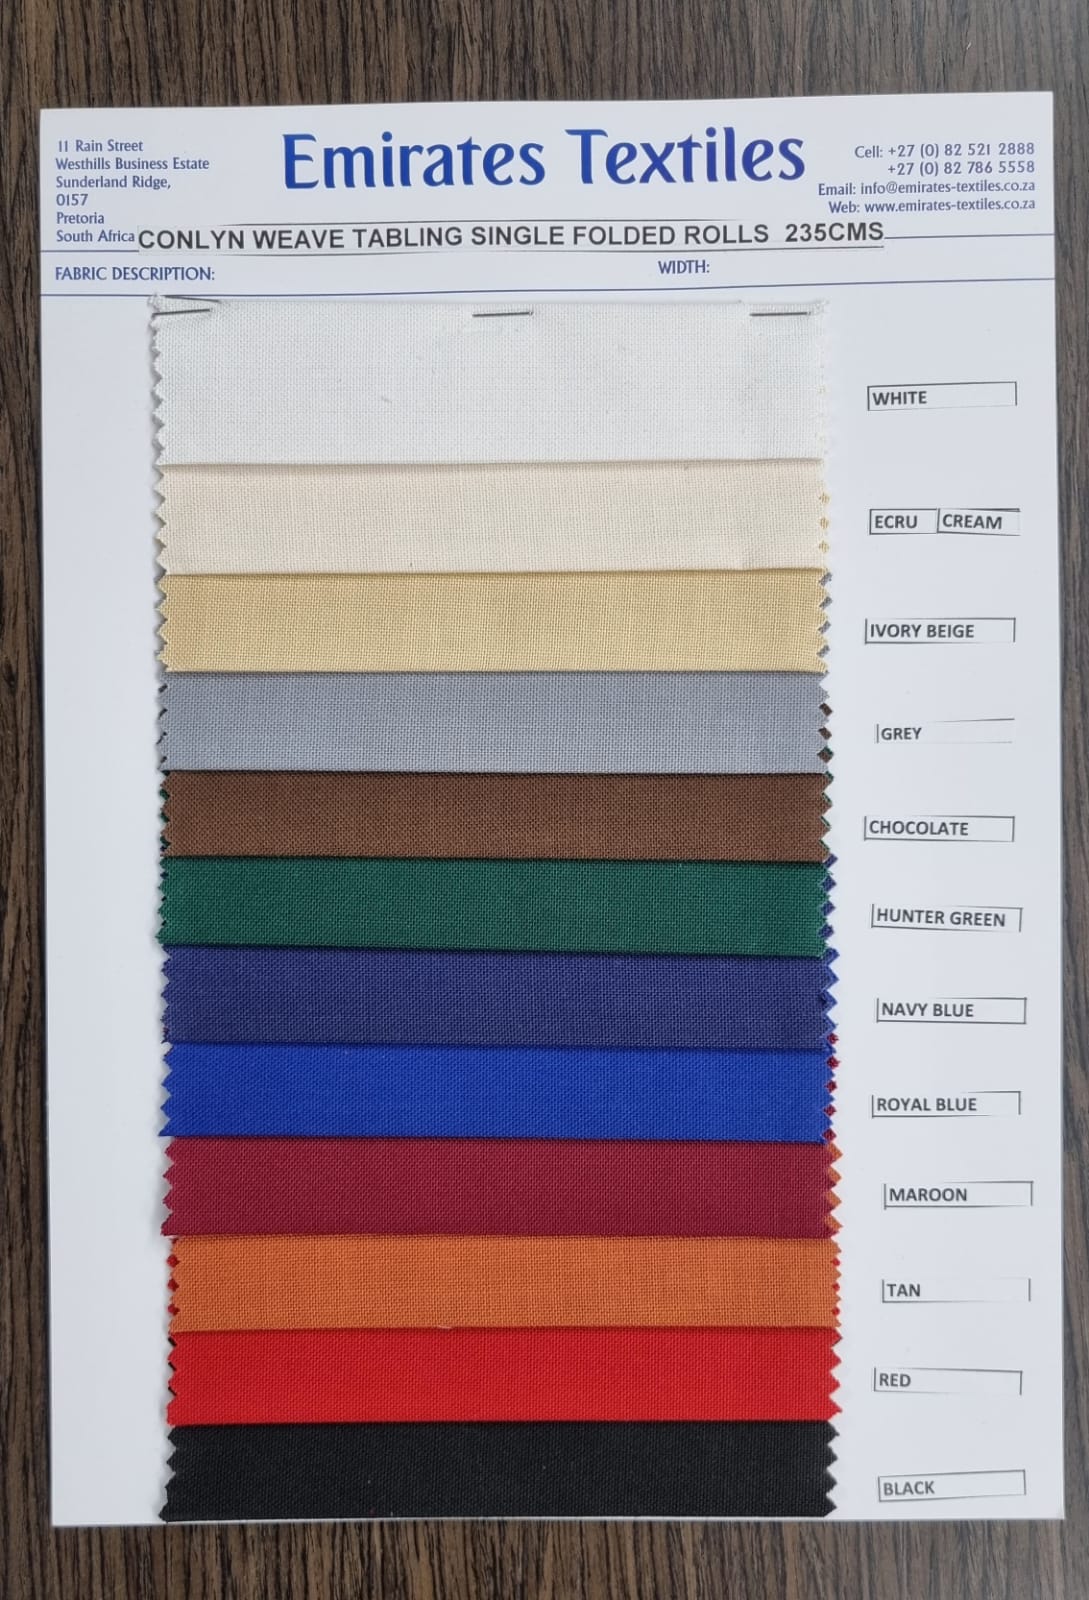 11 Rain Street
Westhills Business Estate
Sunderland Ridge,
0157
Pretoria
South Africa
Emirates Textiles
Cell: +27 (0) 82 521 2888
+27 (0) 82 786 5558
Email: info@emirates-textiles.co.za
Web: www.emirates-textiles.co.za
CONLYN WEAVE TABLING SINGLE FOLDED ROLLS 235CMS
FABRIC DESCRIPTION: WIDTH:
WHITE
ECRU CREAM
IVORY BEIGE
GREY
CHOCOLATE
HUNTER GREEN
NAVY BLUE
ROYAL BLUE
MAROON
TAN
RED
BLACK